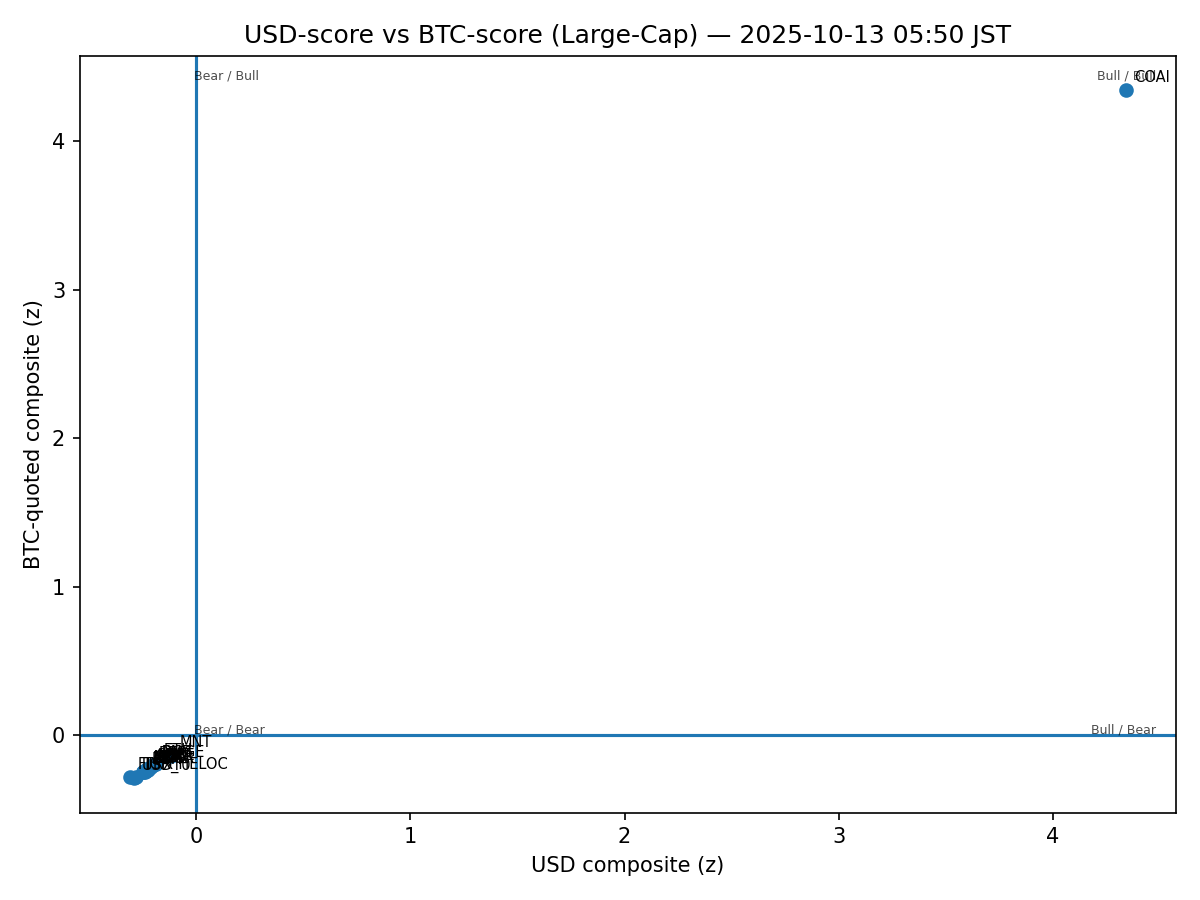 USD-score vs BTC-score (Large-Cap) — 2025-10-13 05:50 JST
Bear / Bull
Bull / Bull
COAI
4
3
2
1
0
BTC-quoted composite (z)
Bear / Bear
Bull / Bear
MNT
0
1
2
3
4
USD composite (z)